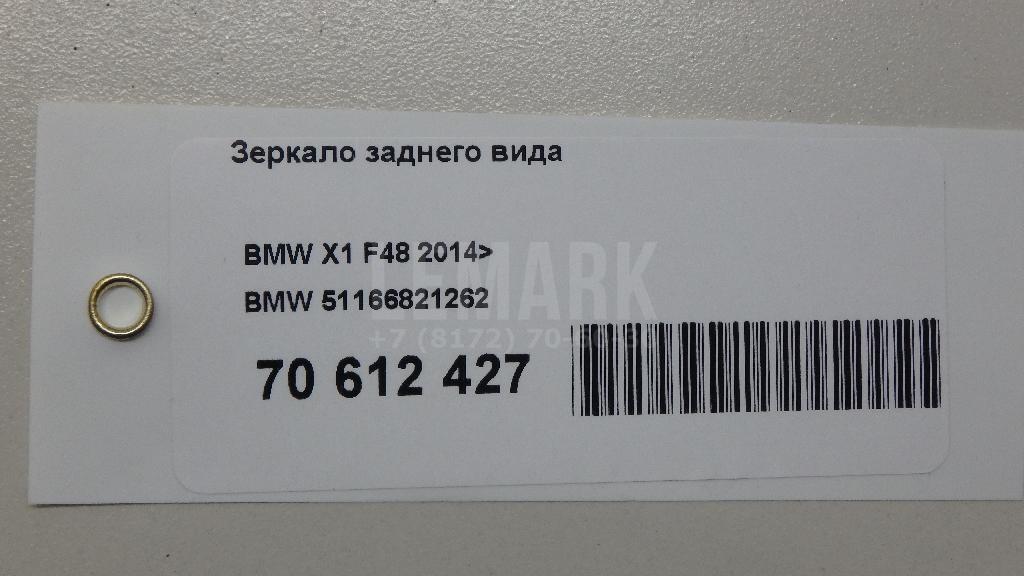 Зеркало заднего вида
BMW X1 F48 2014>
BMW 51166821262
LEMARK
+7 (8172) 70-
70 612 427